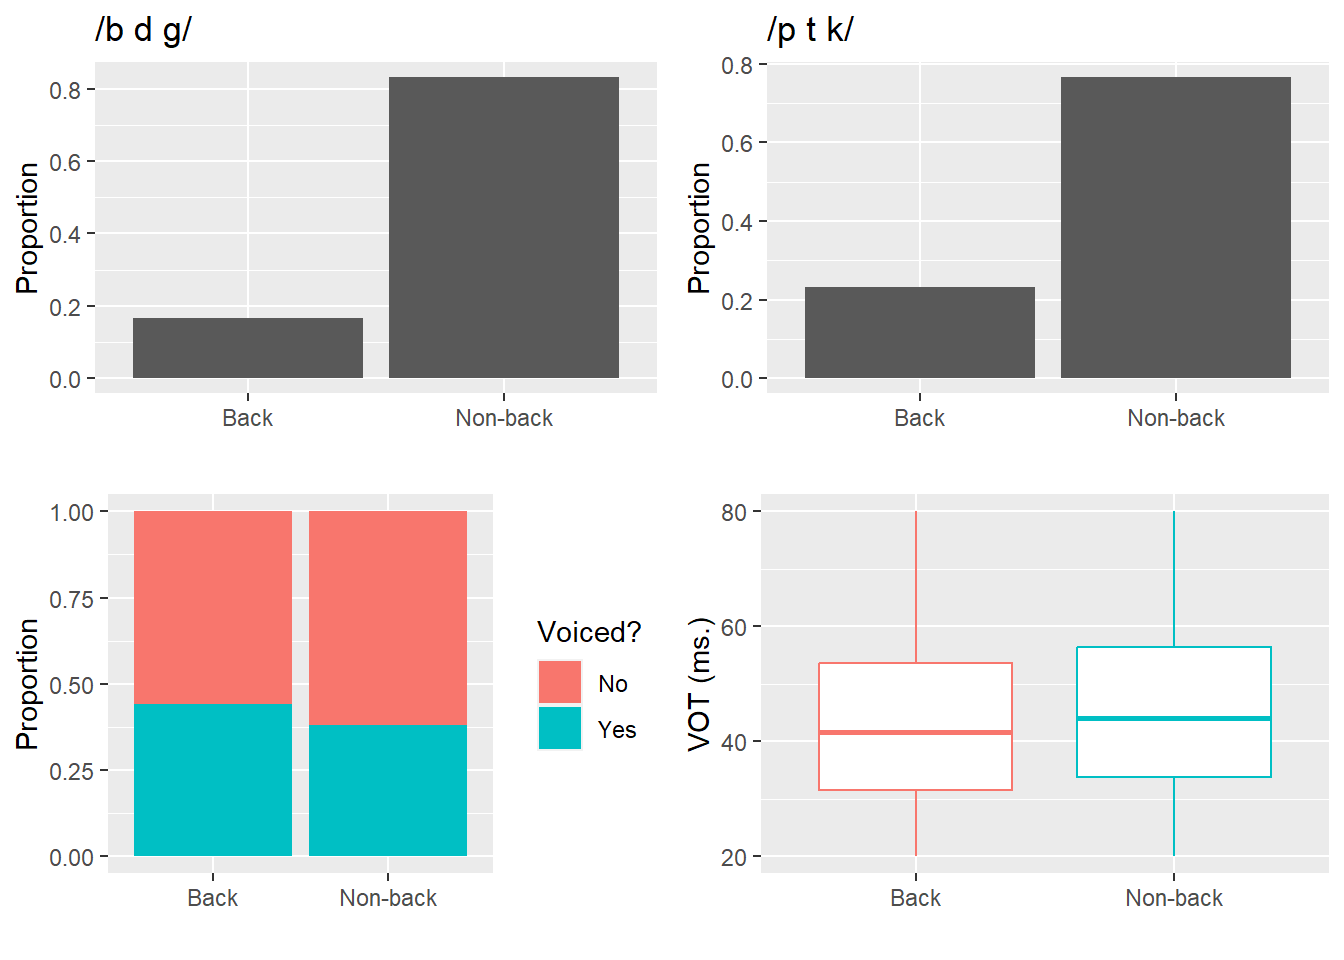 /b d g/
Proportion
0.8
0.6
0.4
0.2
0.0
Back
Non-back
/p t k/
Proportion
0.8
0.6
0.4
0.2
0.0
Back
Non-back
Proportion
1.00
0.75
0.50
0.25
0.00
Back
Non-back
Voiced?
No
Yes
VOT (ms.)
80
60
40
20
Back
Non-back